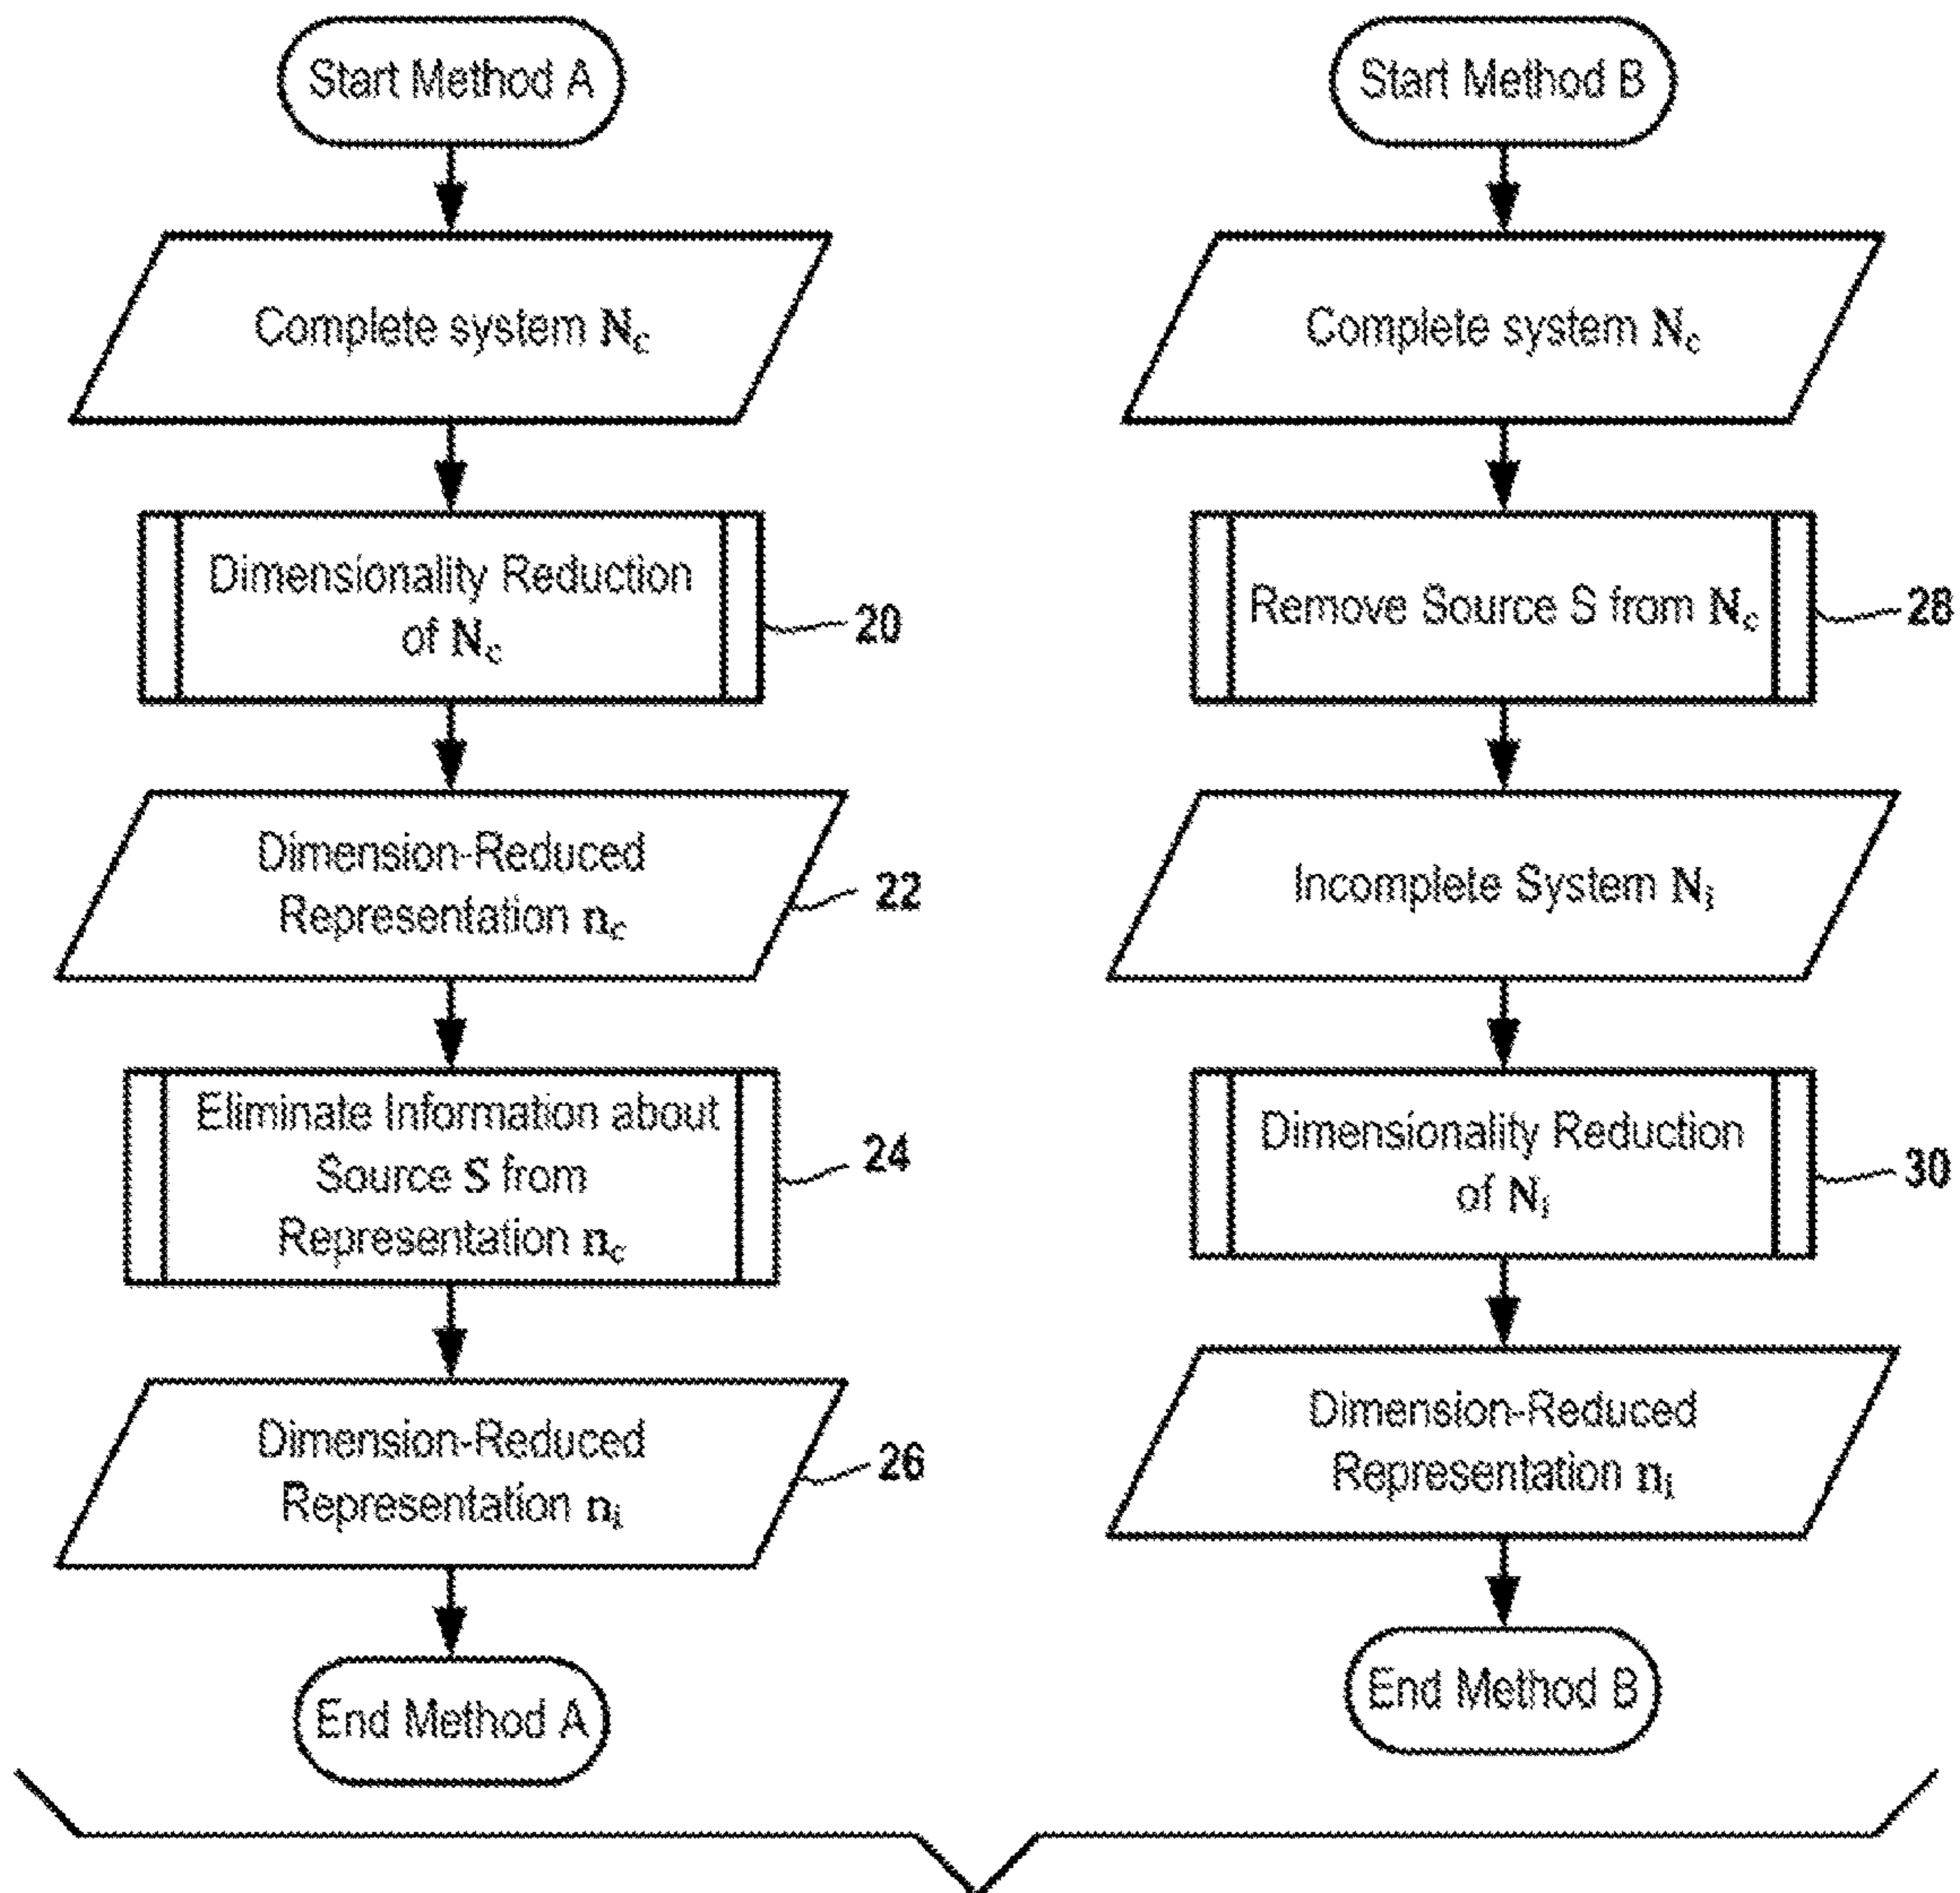 Start Method A
Complete system Nc
Dimensionality Reduction
of Nc
20
Dimension-Reduced
Representation nc
22
Eliminate Information about
Source S from
Representation nc
24
Dimension-Reduced
Representation ni
26
End Method A
Start Method B
Complete system Nc
Remove Source S from Nc
28
Incomplete System Ni
Dimensionality Reduction
of Ni
30
Dimension-Reduced
Representation ni
End Method B